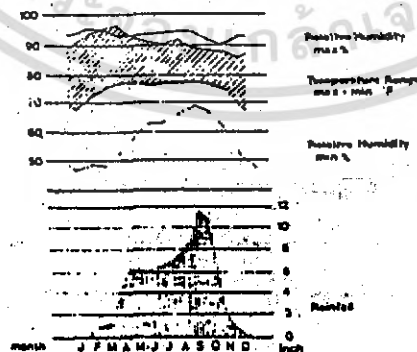 100
Relative Humidity
max %
90
80
Temperature Range
max - min °F
70
60
Relative Humidity
min %
50
12
10
8
6
4
2
Rainfall
0
month J F M A M J J A S O N D
inch